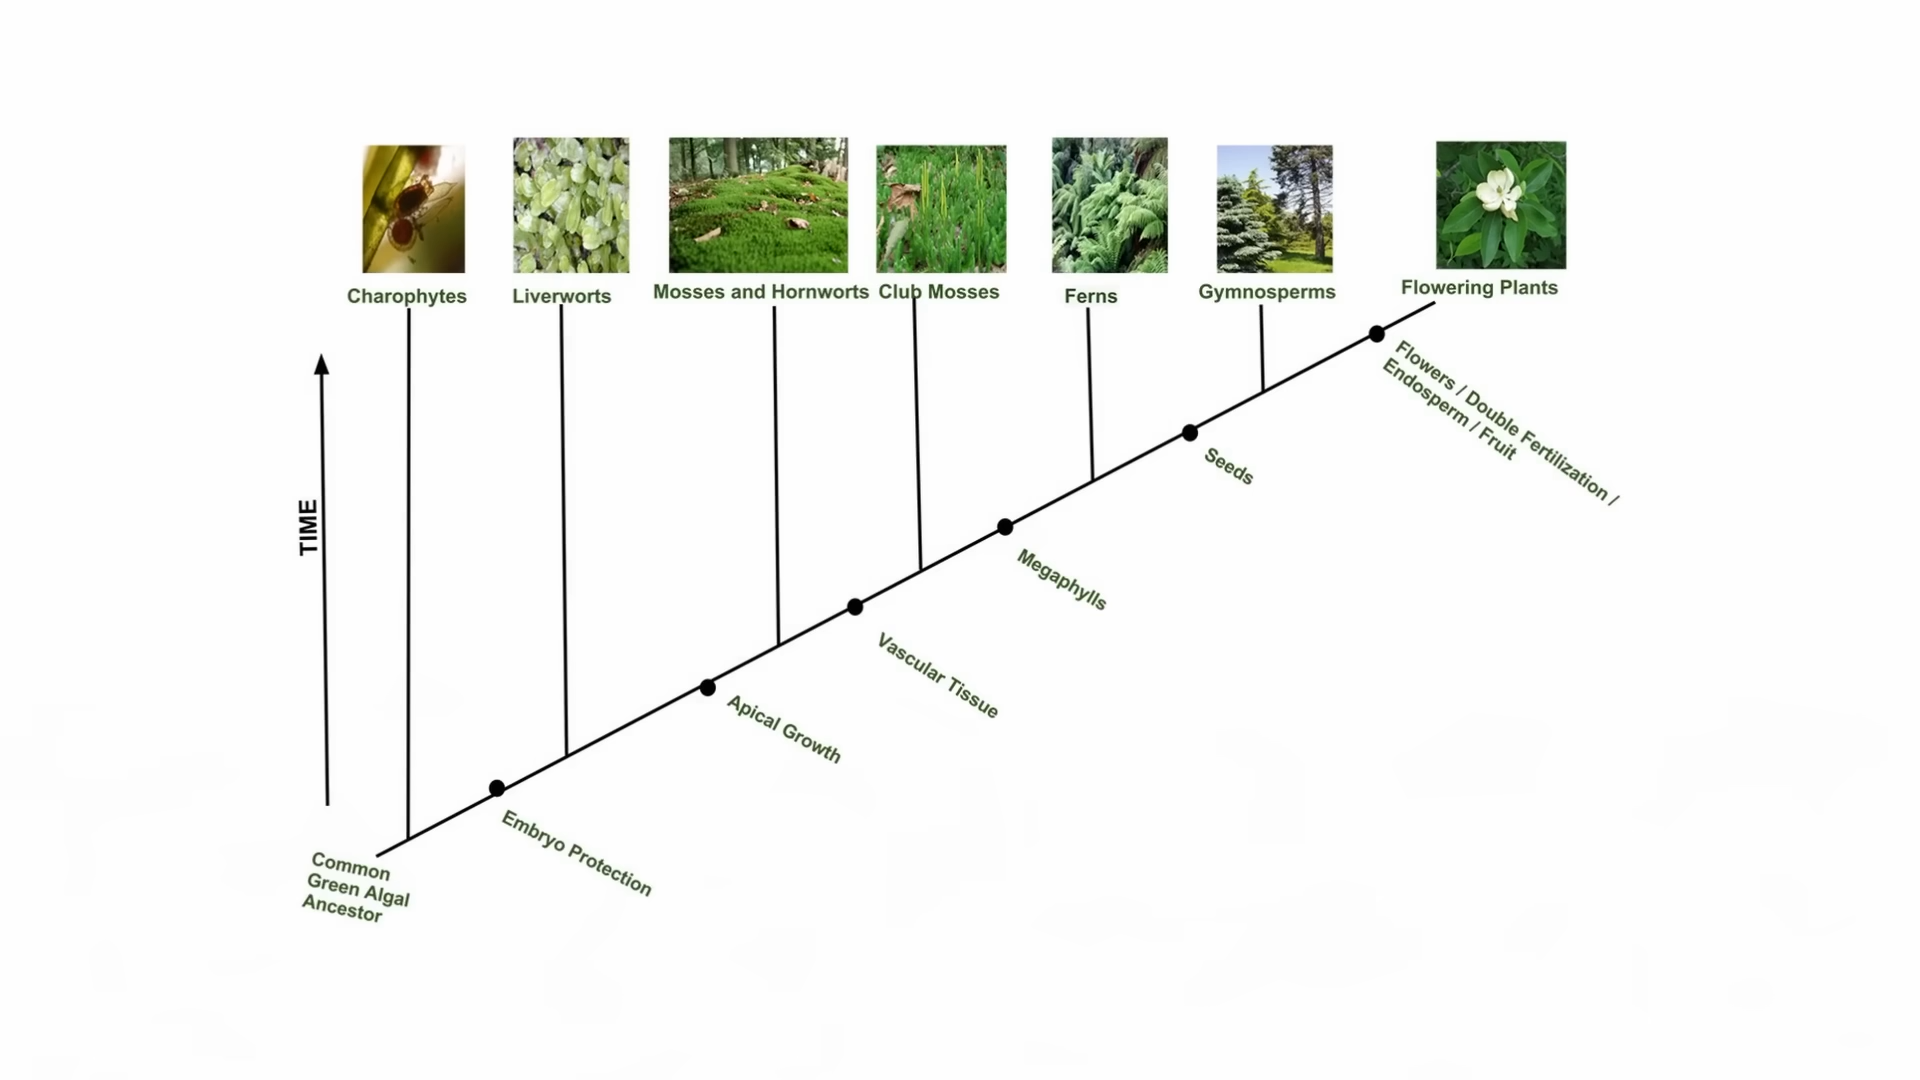 Charophytes
Liverworts
Mosses and Hornworts
Club Mosses
Ferns
Gymnosperms
Flowering Plants
TIME
Flowers / Double Fertilization /
Endosperm / Fruit
Seeds
Megaphylls
Vascular Tissue
Apical Growth
Embryo Protection
Common
Green Algal
Ancestor